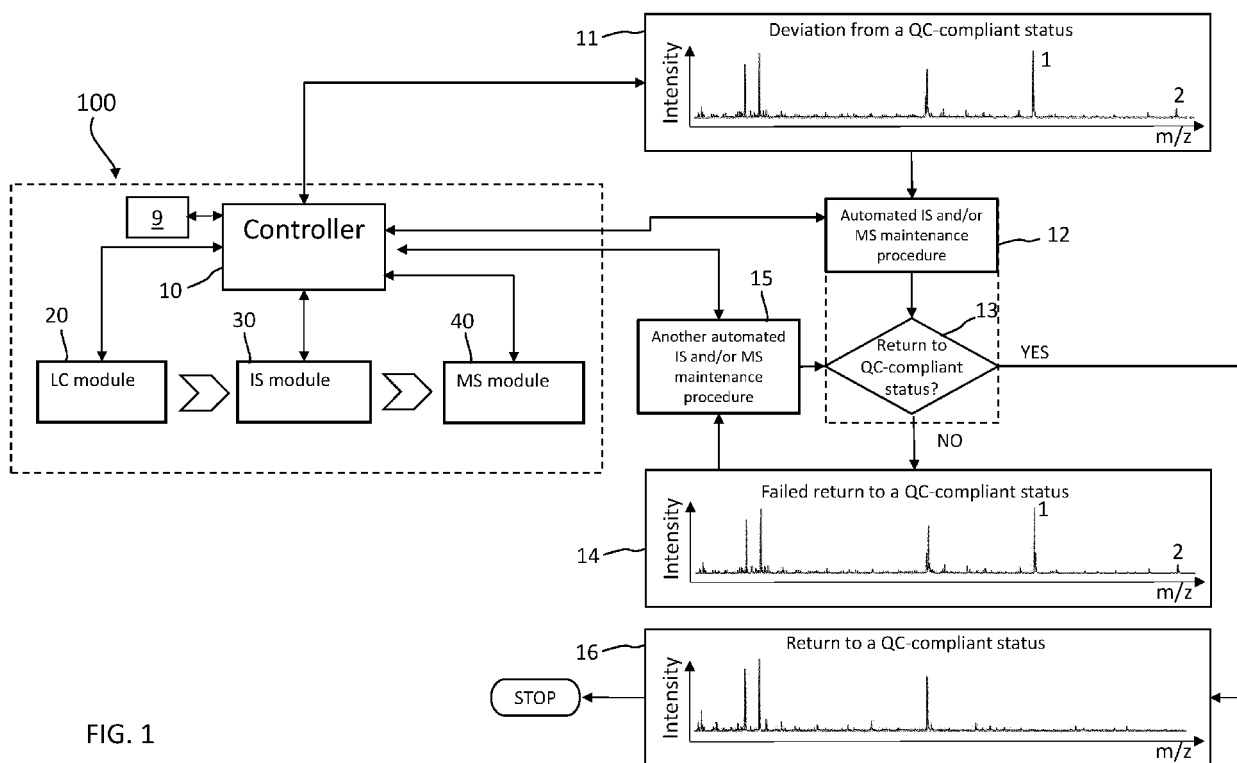 Deviation from a QC-compliant status
11
Intensity
1
2
m/z
100
9
Controller
10
20
LC module
30
IS module
40
MS module
Automated IS and/or
MS maintenance
procedure
12
15
Another automated
IS and/or MS
maintenance
procedure
13
Return to
QC-compliant
status?
YES
NO
Failed return to a QC-compliant status
14
Intensity
1
2
m/z
16
Return to a QC-compliant status
Intensity
m/z
STOP
FIG. 1